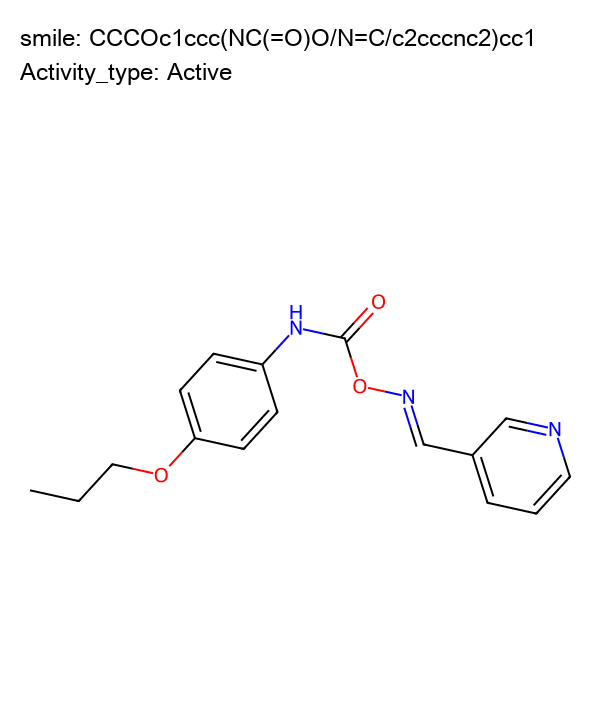 smile: CCCOc1ccc(NC(=O)O/N=C/c2cccnc2)cc1
Activity_type: Active
H
N
O
O
N
N
O